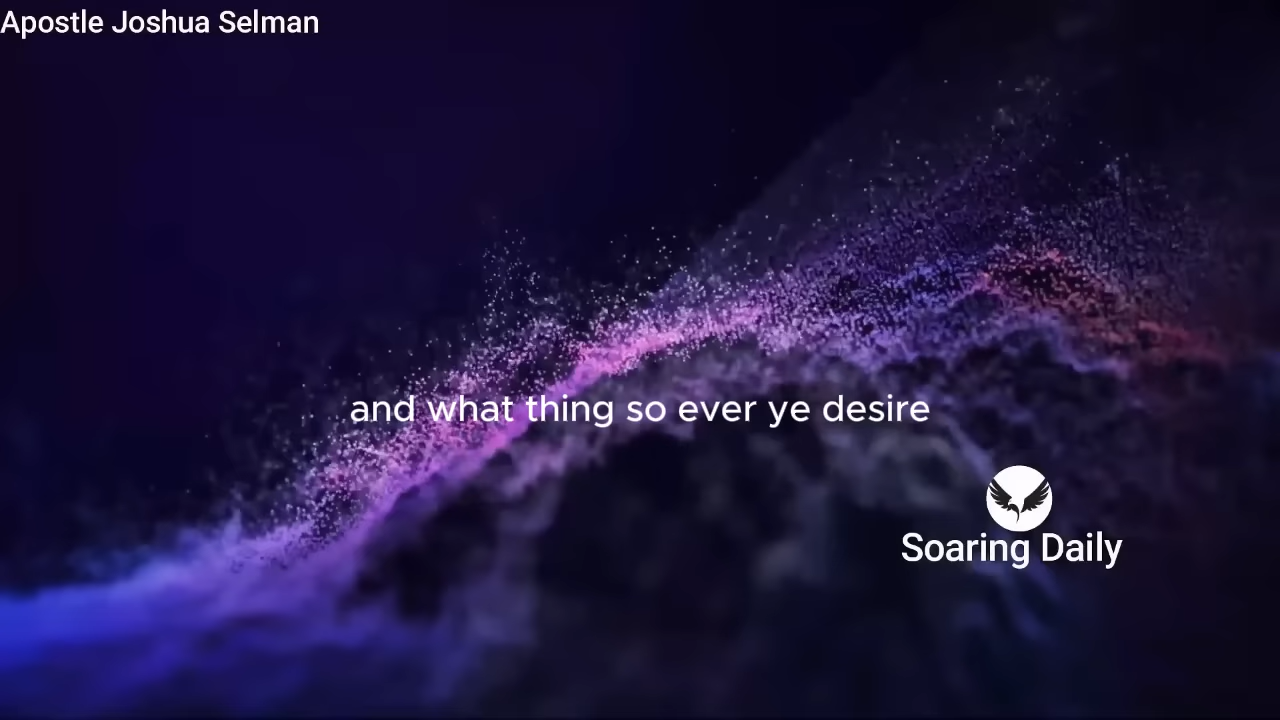 Apostle Joshua Selman
and what thing so ever ye desire
Soaring Daily